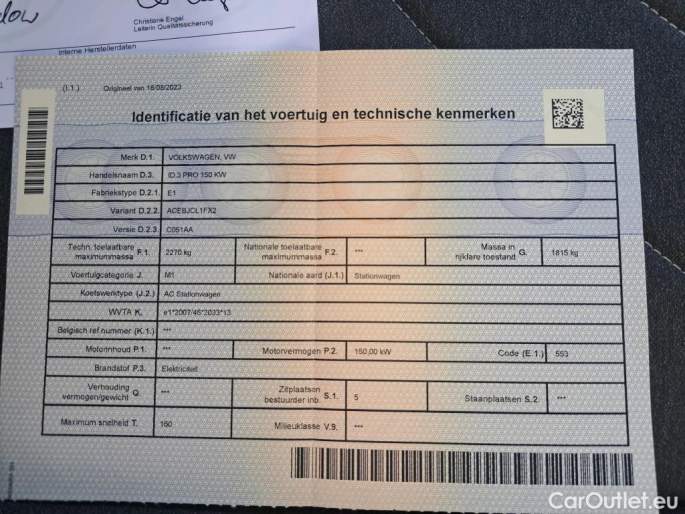 Christiane Engel
Leiterin Qualitätssicherung
Interne Herstellerdaten
(I.1.) Origineel van 16/08/2023
Identificatie van het voertuig en technische kenmerken
Merk D.1. VOLKSWAGEN, VW
Handelsnaam D.3. ID.3 PRO 150 KW
Fabriekstype D.2.1. E1
Variant D.2.2. ACEBJCL1FX2
Versie D.2.3. C051AA
Techn. toelaatbare maximummassa F.1. 2270 kg Nationale toelaatbare maximummassa F.2. *** Massa in rijklare toestand G. 1815 kg
Voertuigcategorie J. M1 Nationale aard (J.1.) Stationwagen
Koetswerktype (J.2.) AC Stationwagen
WVTA K. e1*2007/46*2033*13
Belgisch ref nummer (K.1.) ***
Motorinhoud P.1. *** Motorvermogen P.2. 150,00 kW Code (E.1.) 553
Brandstof P.3. Elektriciteit
Verhouding vermogen/gewicht Q. *** Zitplaatsen bestuurder inb. S.1. 5 Staanplaatsen S.2. ***
Maximum snelheid T. 160 Milieuklasse V.9. ***
CarOutlet.eu